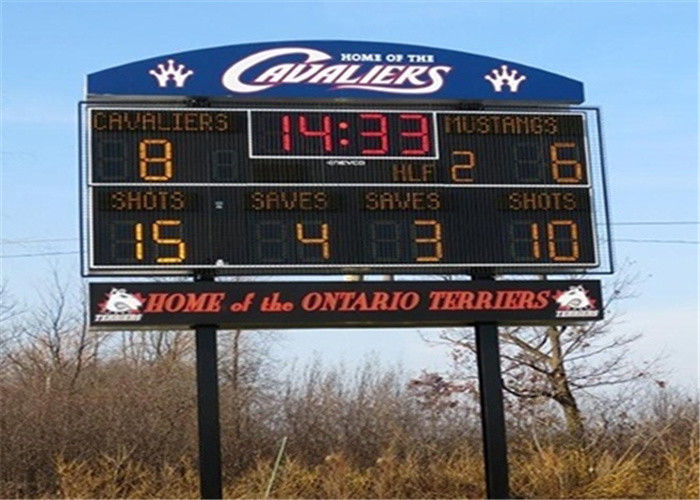 HOME OF THE
CAVALIERS
CAVALIERS 14:33 MUSTANGS
NEVCO
8 HLF 2 6
SHOTS SAVES SAVES SHOTS
15 4 3 10
TERRIERS HOME of the ONTARIO TERRIERS TERRIERS